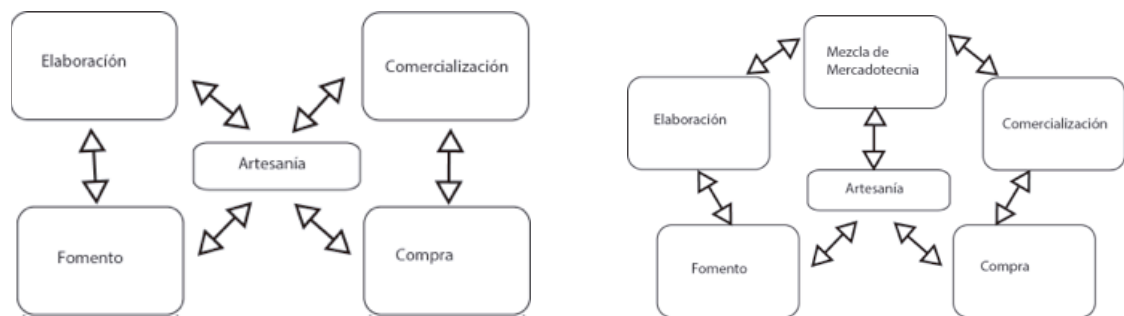 Elaboración
Comercialización
Artesanía
Fomento
Compra
Mezcla de
Mercadotecnia
Elaboración
Comercialización
Artesanía
Fomento
Compra